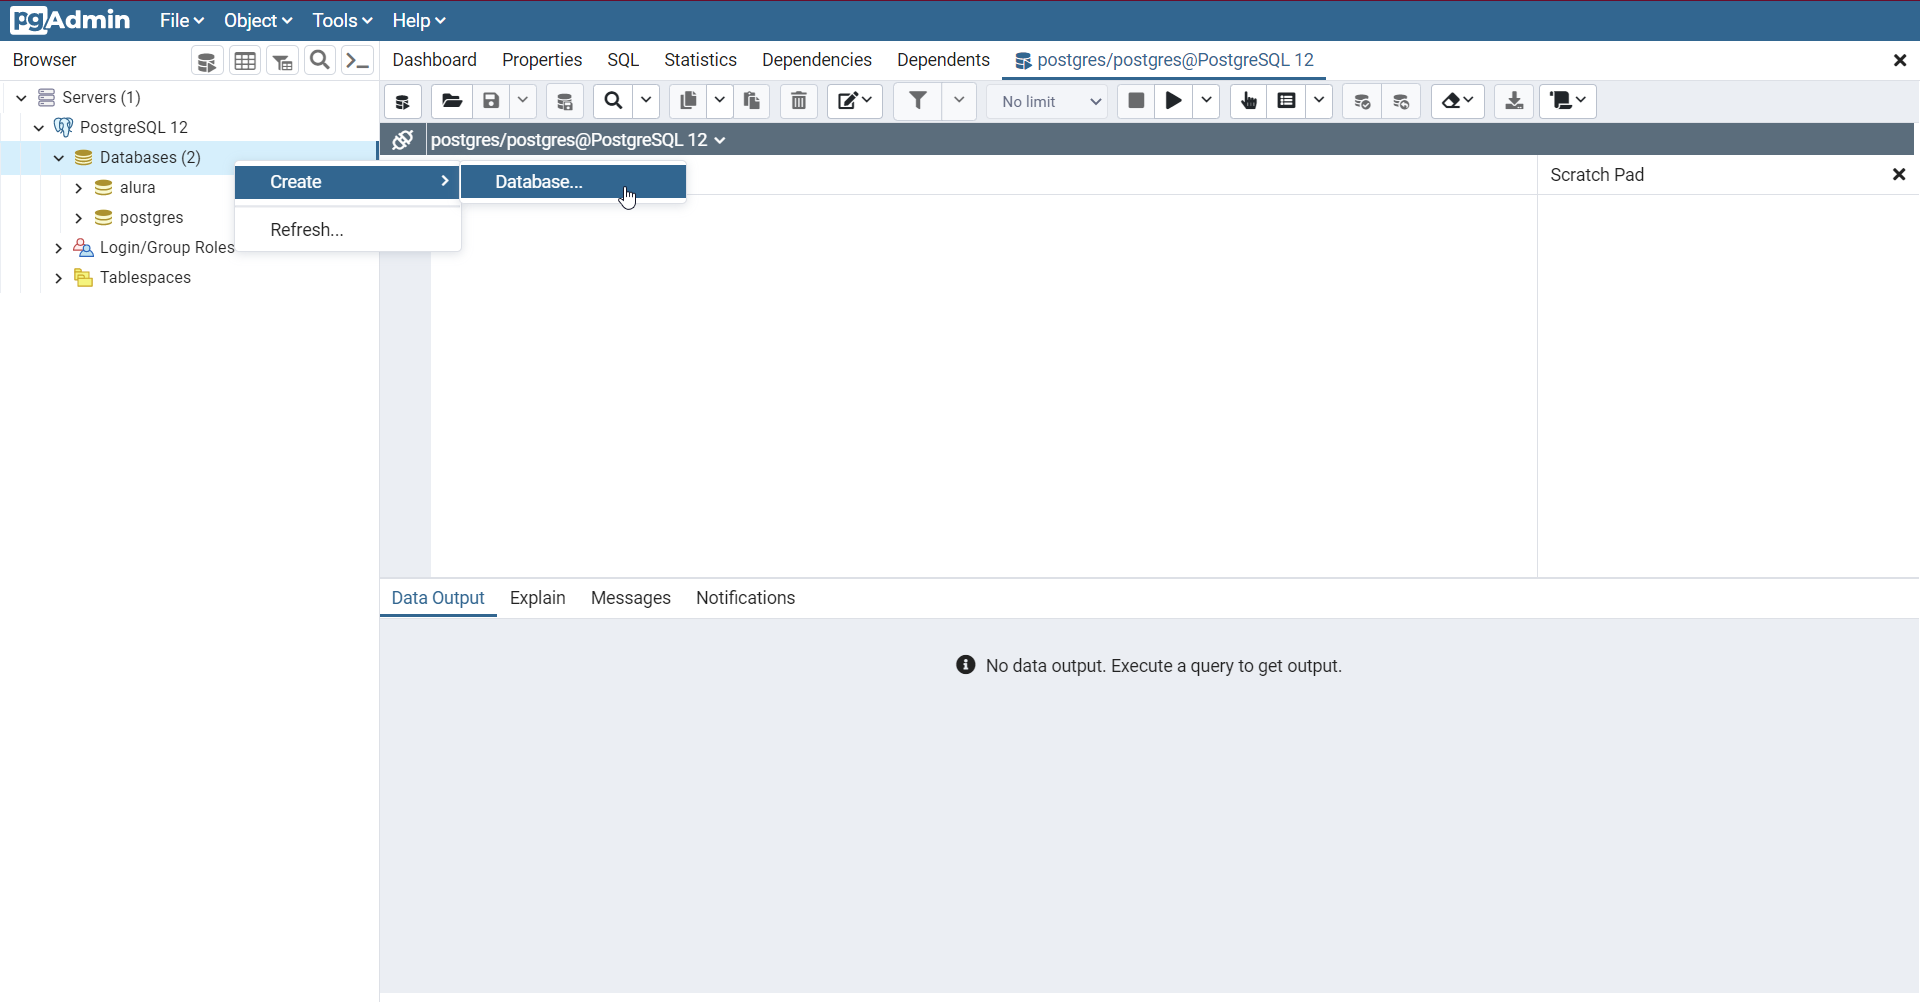 pgAdmin File Object Tools Help
Browser
Dashboard Properties SQL Statistics Dependencies Dependents postgres/postgres@PostgreSQL 12
Servers (1)
PostgreSQL 12
Databases (2)
alura
postgres
Login/Group Roles
Tablespaces
Create
Database...
Refresh...
No limit
postgres/postgres@PostgreSQL 12
Scratch Pad
Data Output Explain Messages Notifications
No data output. Execute a query to get output.